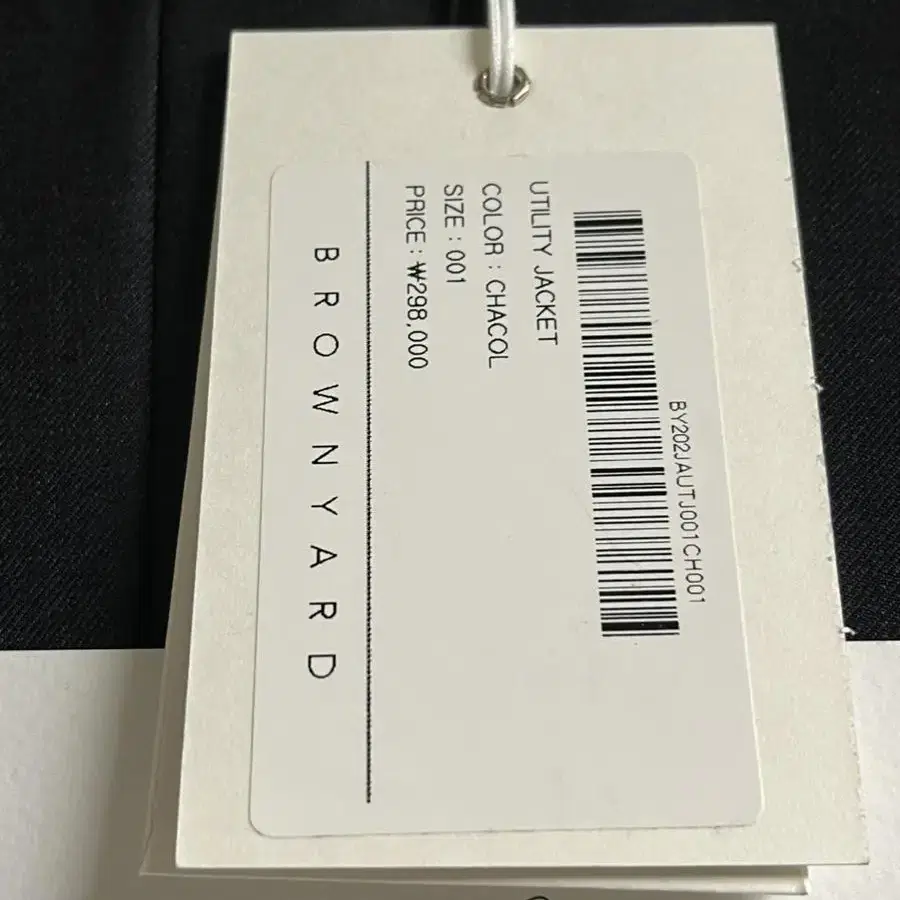 BY202JAUTJ001CH001
UTILITY JACKET
COLOR : CHACOL
SIZE : 001
PRICE : ₩298,000
BROWNYARD